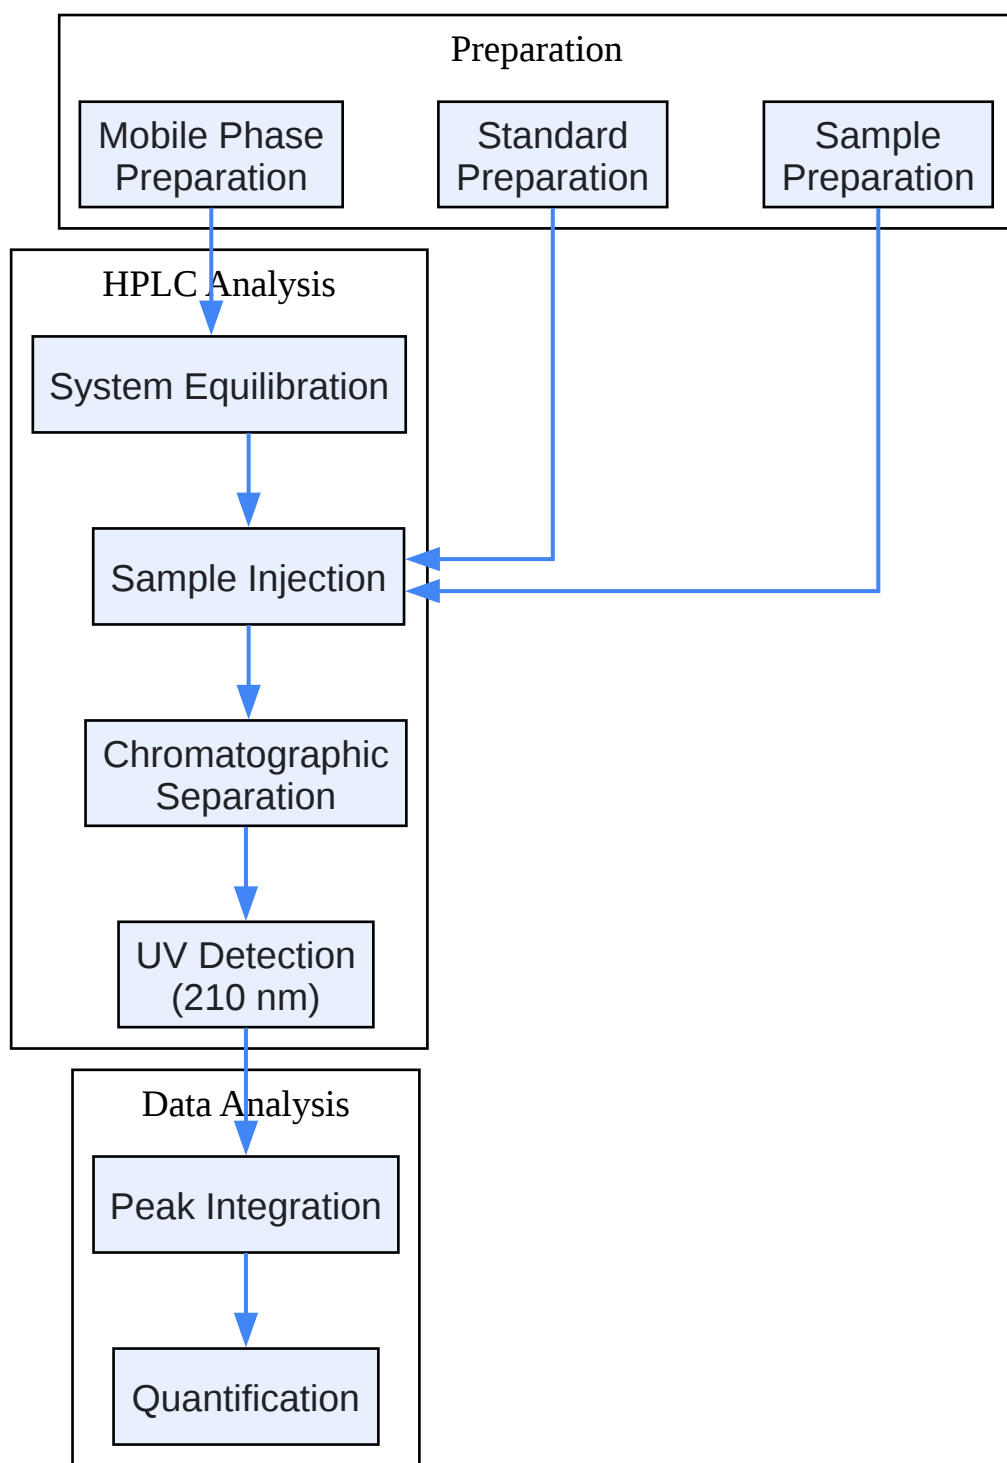 Preparation
Mobile Phase
Preparation
Standard
Preparation
Sample
Preparation
HPLC Analysis
System Equilibration
Sample Injection
Chromatographic
Separation
UV Detection
(210 nm)
Data Analysis
Peak Integration
Quantification